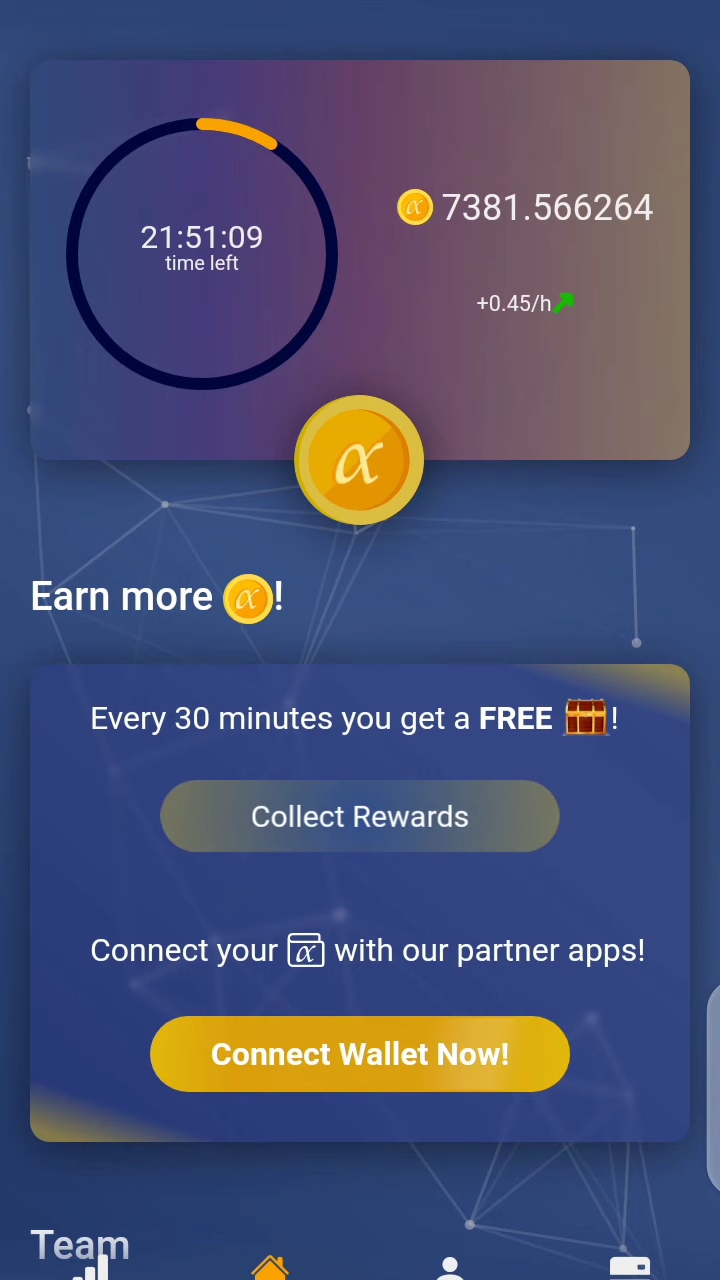 21:51:09
time left
α 7381.566264
+0.45/h
α
Earn more α!
Every 30 minutes you get a FREE !
Collect Rewards
Connect your α with our partner apps!
Connect Wallet Now!
Team